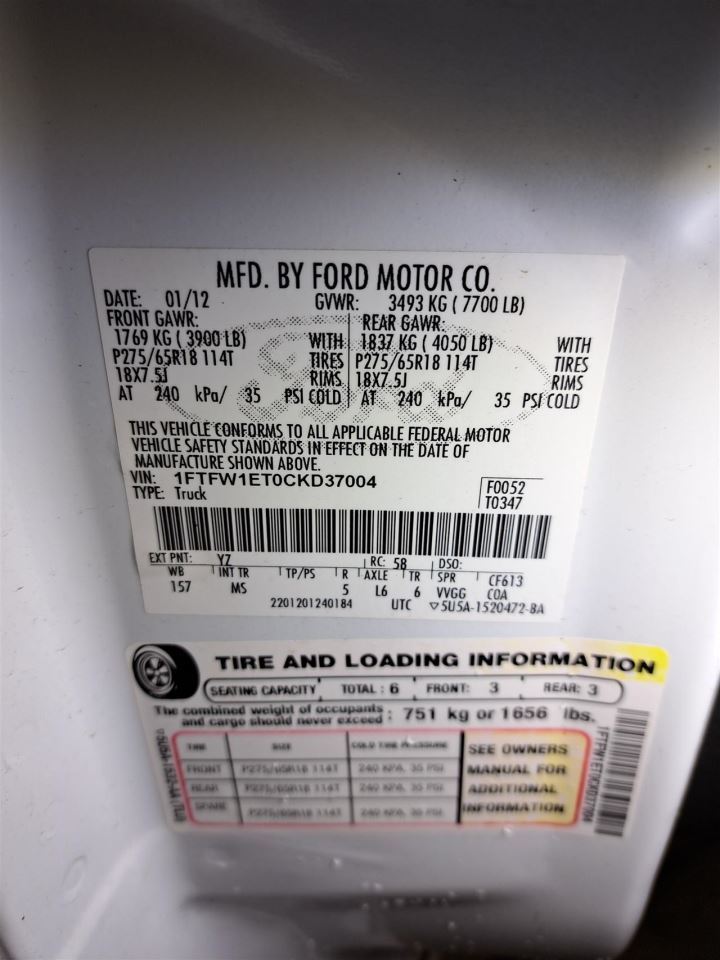 MFD. BY FORD MOTOR CO.
DATE: 01/12 GVWR: 3493 KG ( 7700 LB)
FRONT GAWR: REAR GAWR:
1769 KG ( 3900 LB) WITH 1837 KG ( 4050 LB) WITH
P275/65R18 114T TIRES P275/65R18 114T TIRES
18X7.5J RIMS 18X7.5J RIMS
AT 240 kPa/ 35 PSI COLD AT 240 kPa/ 35 PSI COLD
THIS VEHICLE CONFORMS TO ALL APPLICABLE FEDERAL MOTOR
VEHICLE SAFETY STANDARDS IN EFFECT ON THE DATE OF
MANUFACTURE SHOWN ABOVE.
VIN: 1FTFW1ET0CKD37004
TYPE: Truck
F0052
T0347
EXT PNT: YZ RC: 58 DSO:
WB INT TR TP/PS R AXLE TR SPR CF613
157 MS 5 L6 6 VVGG COA
2201201240184 UTC ▽5U5A-1520472-BA
TIRE AND LOADING INFORMATION
SEATING CAPACITY TOTAL : 6 FRONT: 3 REAR: 3
The combined weight of occupants
and cargo should never exceed : 751 kg or 1656 lbs.
TIRE SIZE COLD TIRE PRESSURE SEE OWNERS
FRONT P275/65R18 114T 240 KPA, 35 PSI MANUAL FOR
REAR P275/65R18 114T 240 KPA, 35 PSI ADDITIONAL
SPARE P275/65R18 114T 240 KPA, 35 PSI INFORMATION
1FTFW1ET0CKD37004